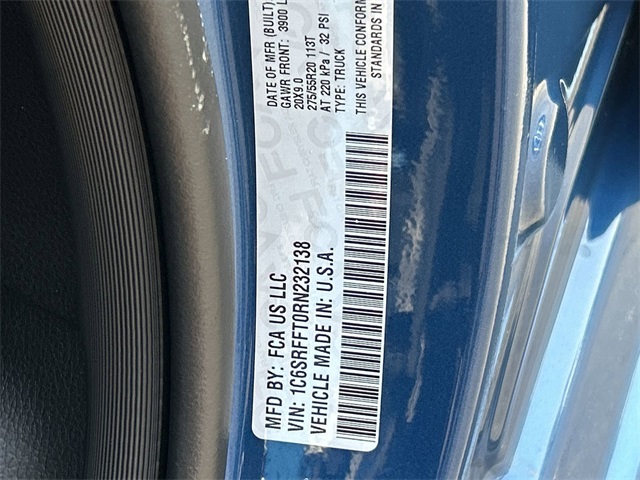 MFD BY: FCA US LLC
VIN: 1C6SRFFT0RN232138
VEHICLE MADE IN: U.S.A.
DATE OF MFR (BUILT)
GAWR FRONT: 3900 L
20X9.0
275/55R20 113T
AT 220 kPa / 32 PSI
TYPE: TRUCK
THIS VEHICLE CONFORM
STANDARDS IN